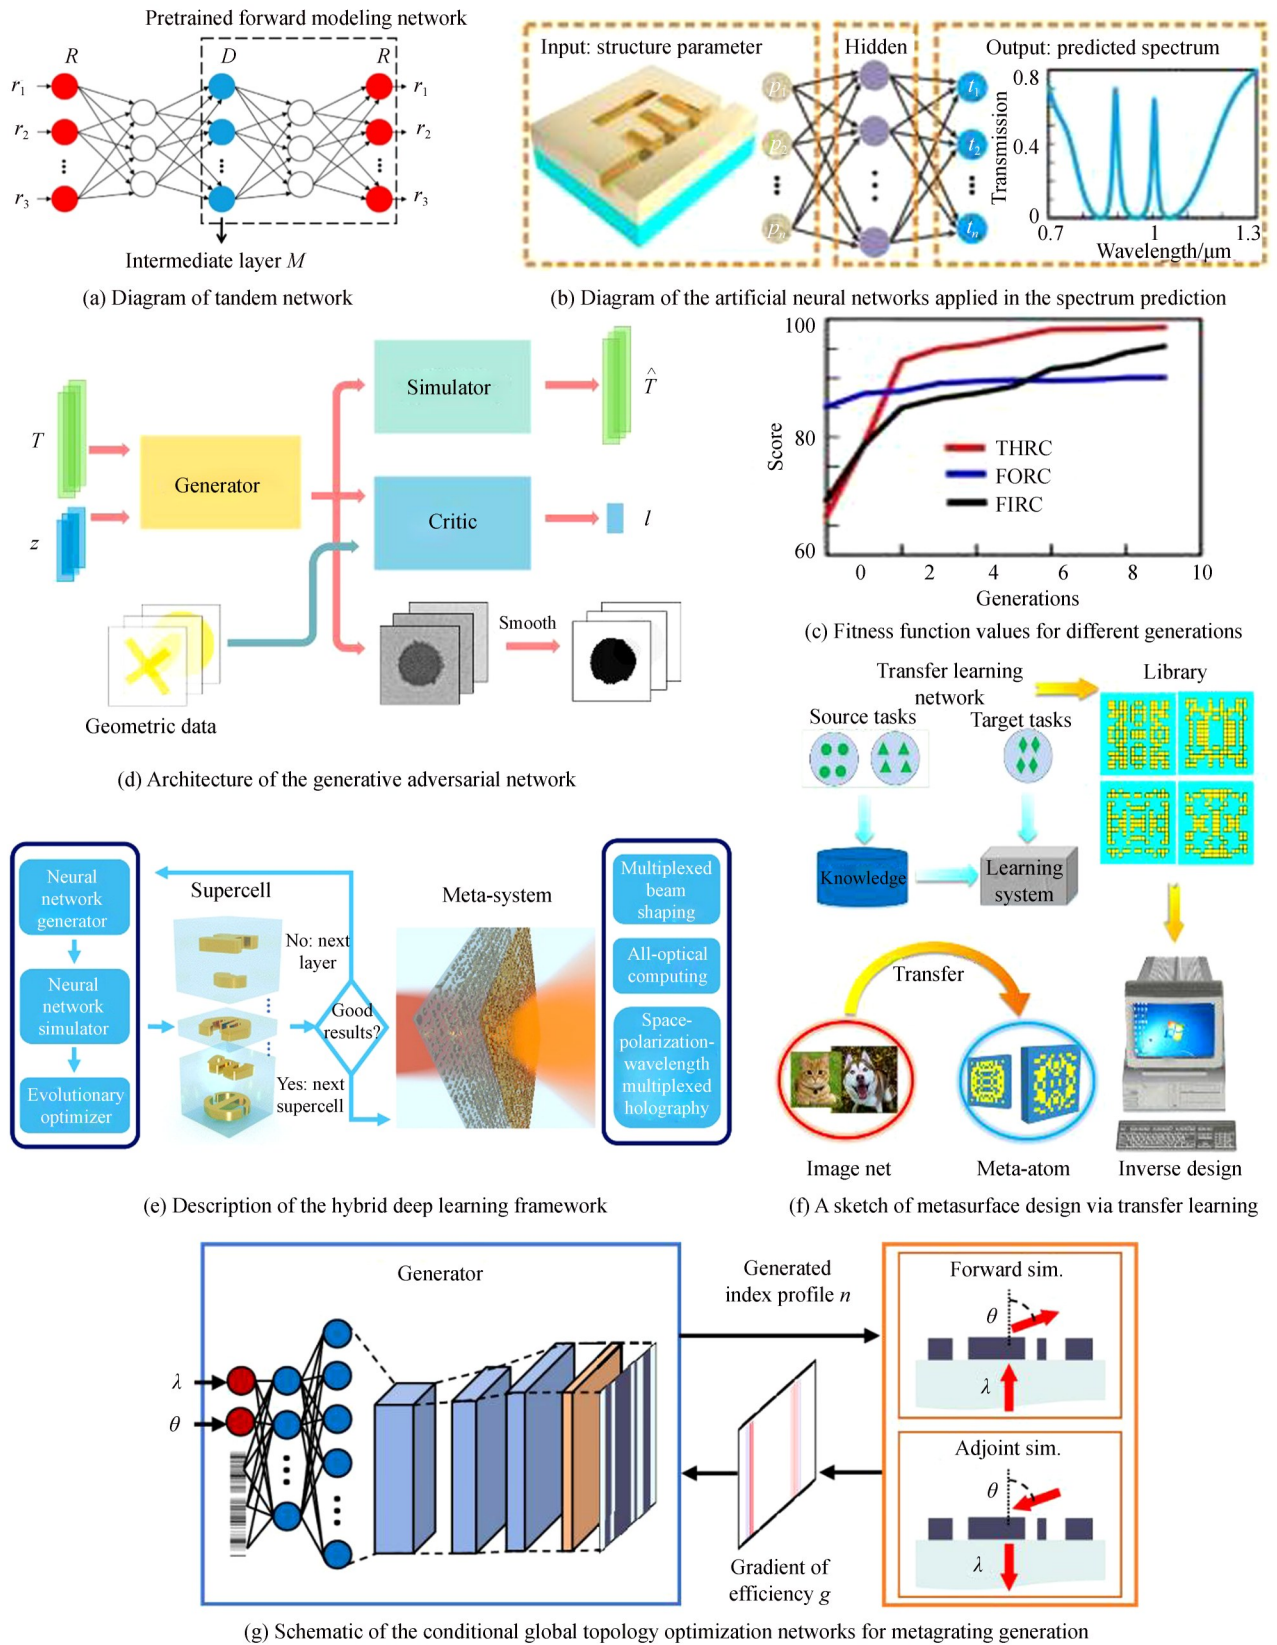 Pretrained forward modeling network
R
D
R
r1
r1
r2
r2
r3
r3
Intermediate layer M
(a) Diagram of tandem network
Input: structure parameter
Hidden
Output: predicted spectrum
p1
p2
pn
t1
t2
tn
Transmission
0.8
0.4
0
0.7
1
1.3
Wavelength/μm
(b) Diagram of the artificial neural networks applied in the spectrum prediction
T
z
Generator
Simulator
Critic
T̂
l
Smooth
Geometric data
(d) Architecture of the generative adversarial network
100
80
60
Score
THRC
FORC
FIRC
0
2
4
6
8
10
Generations
(c) Fitness function values for different generations
Neural
network
generator
Neural
network
simulator
Evolutionary
optimizer
Supercell
No: next
layer
Good
results?
Yes: next
supercell
Meta-system
Multiplexed
beam
shaping
All-optical
computing
Space-
polarization-
wavelength
multiplexed
holography
(e) Description of the hybrid deep learning framework
Transfer learning
network
Library
Source tasks
Target tasks
Knowledge
Learning
system
Transfer
Image net
Meta-atom
Inverse design
(f) A sketch of metasurface design via transfer learning
Generator
λ
θ
Generated
index profile n
Gradient of
efficiency g
Forward sim.
θ
λ
Adjoint sim.
θ
λ
(g) Schematic of the conditional global topology optimization networks for metagrating generation